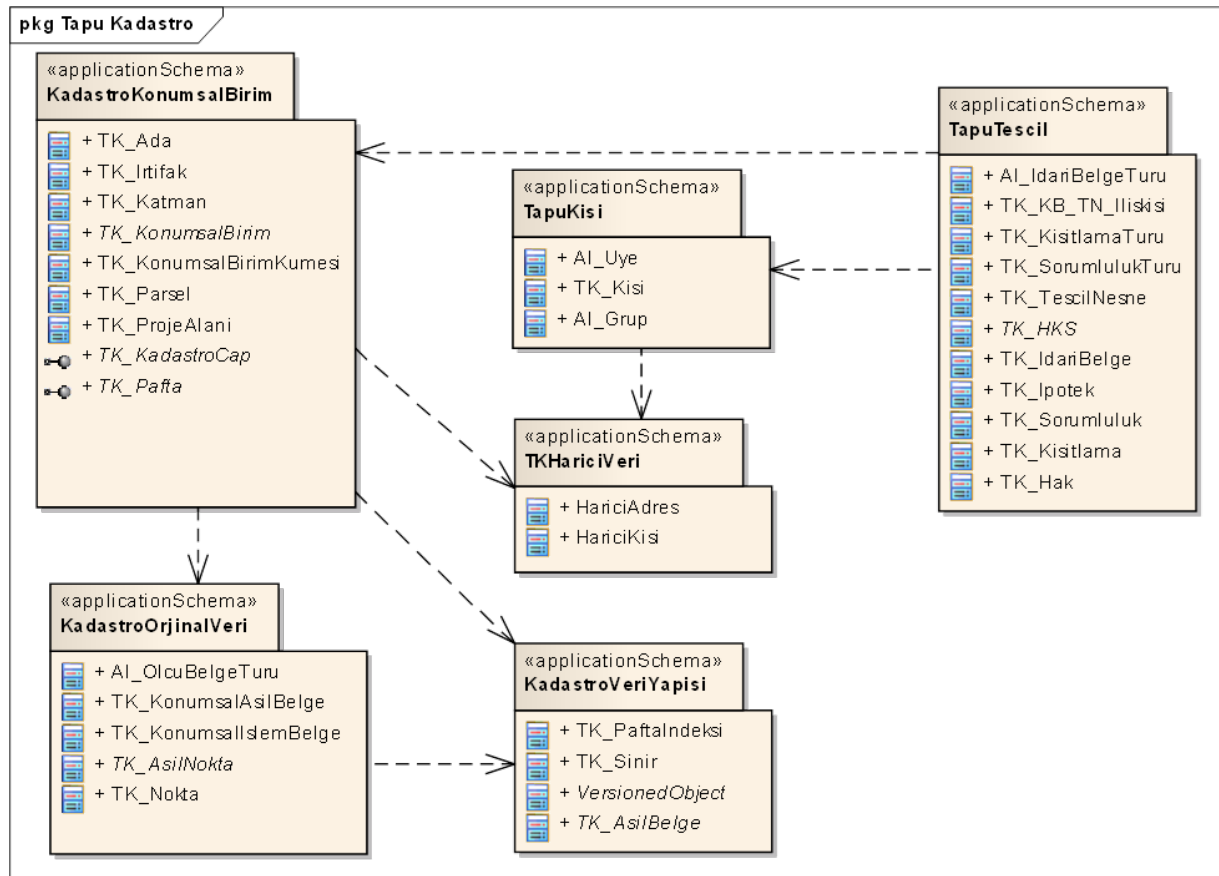 pkg Tapu Kadastro
«applicationSchema»
KadastroKonumsalBirim
+ TK_Ada
+ TK_Irtifak
+ TK_Katman
+ TK_KonumsalBirim
+ TK_KonumsalBirimKumesi
+ TK_Parsel
+ TK_ProjeAlani
+ TK_KadastroCap
+ TK_Pafta
«applicationSchema»
TapuKisi
+ AI_Uye
+ TK_Kisi
+ AI_Grup
«applicationSchema»
TapuTescil
+ AI_IdariBelgeTuru
+ TK_KB_TN_Iliskisi
+ TK_KisitlamaTuru
+ TK_SorumlulukTuru
+ TK_TescilNesne
+ TK_HKS
+ TK_IdariBelge
+ TK_Ipotek
+ TK_Sorumluluk
+ TK_Kisitlama
+ TK_Hak
«applicationSchema»
TKHariciVeri
+ HariciAdres
+ HariciKisi
«applicationSchema»
KadastroOrjinalVeri
+ AI_OlcuBelgeTuru
+ TK_KonumsalAsilBelge
+ TK_KonumsalIslemBelge
+ TK_AsilNokta
+ TK_Nokta
«applicationSchema»
KadastroVeriYapisi
+ TK_PaftaIndeksi
+ TK_Sinir
+ VersionedObject
+ TK_AsilBelge